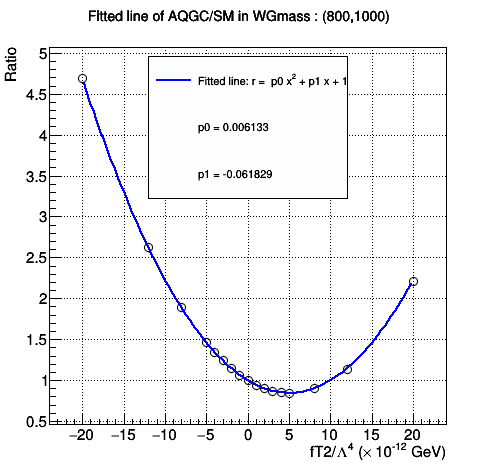 FItted line of AQGC/SM in WGmass : (800,1000)
Ratio
Fitted line: r = p0 x² + p1 x + 1
p0 = 0.006133
p1 = -0.061829
5
4.5
4
3.5
3
2.5
2
1.5
1
0.5
−20 −15 −10 −5 0 5 10 15 20
fT2/Λ⁴ (× 10⁻¹² GeV)